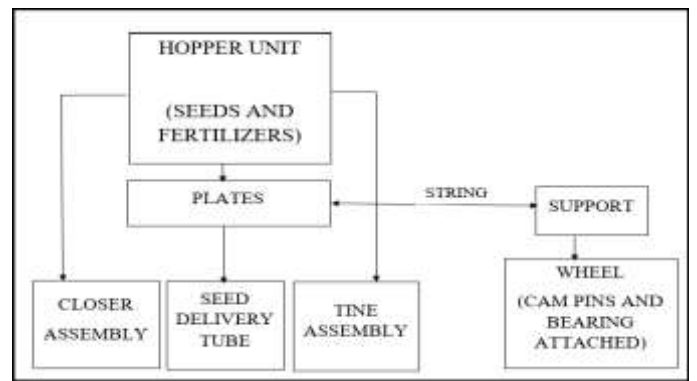 HOPPER UNIT
(SEEDS AND
FERTILIZERS)
PLATES
STRING
SUPPORT
CLOSER
ASSEMBLY
SEED
DELIVERY
TUBE
TINE
ASSEMBLY
WHEEL
(CAM PINS AND
BEARING
ATTACHED)